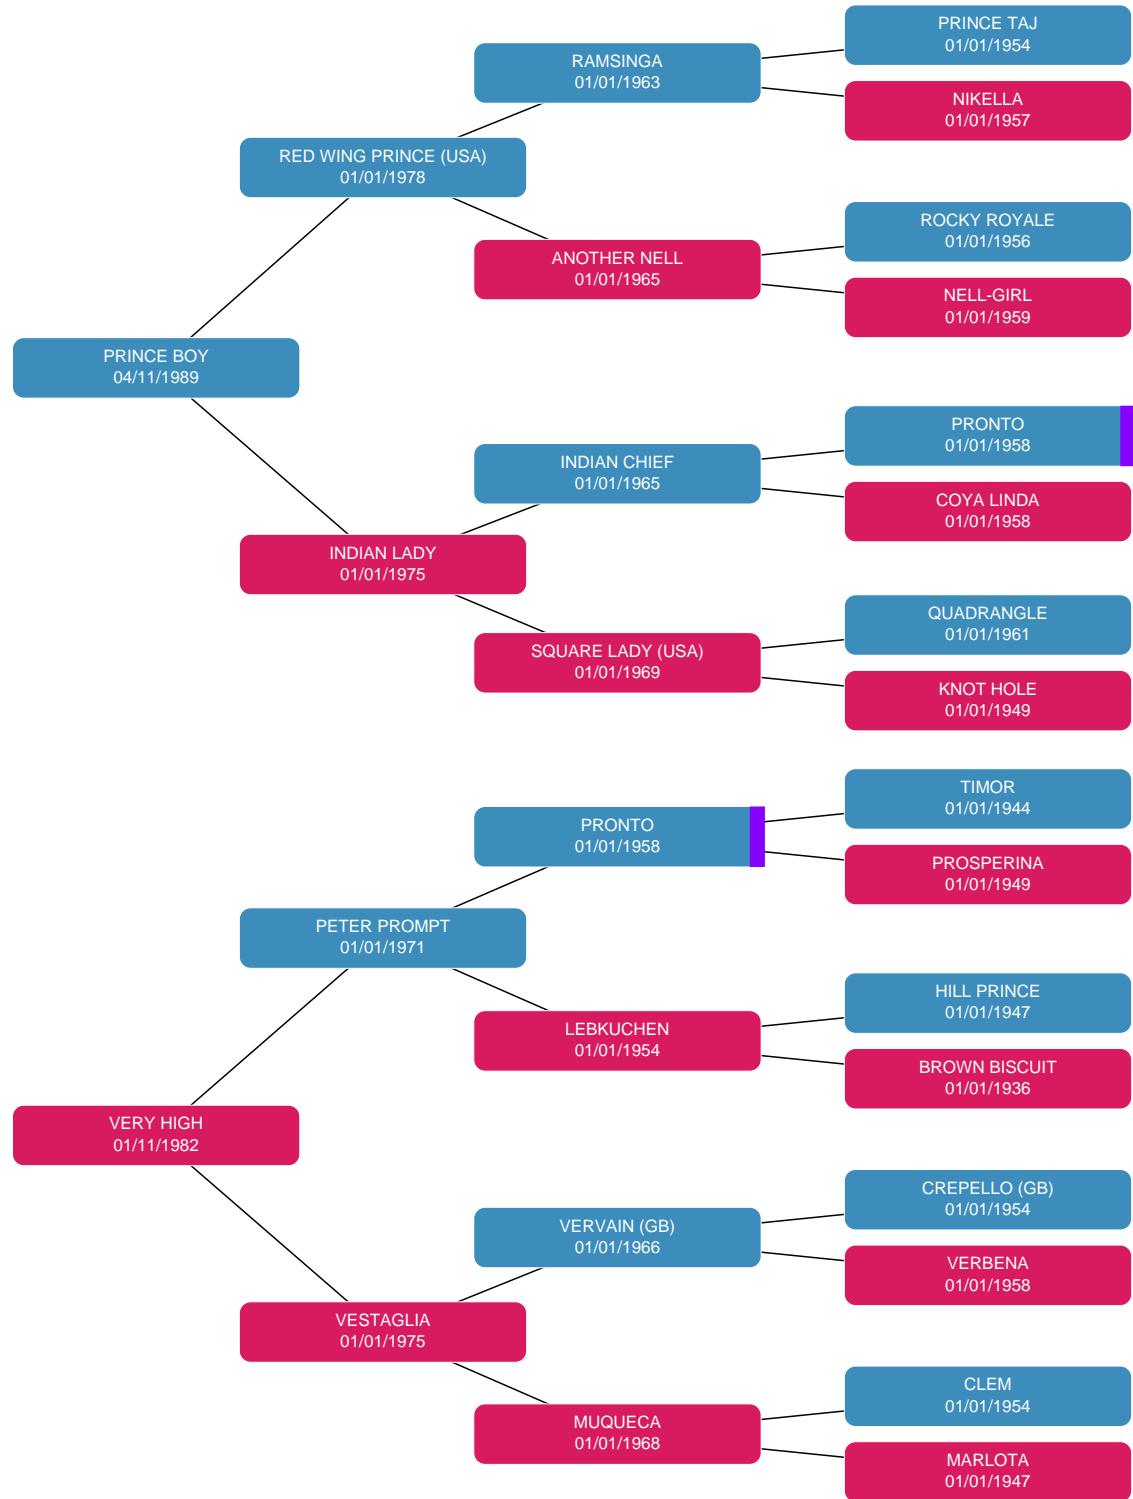 PRINCE TAJ
01/01/1954
RAMSINGA
01/01/1963
NIKELLA
01/01/1957
RED WING PRINCE (USA)
01/01/1978
ROCKY ROYALE
01/01/1956
ANOTHER NELL
01/01/1965
NELL-GIRL
01/01/1959
PRINCE BOY
04/11/1989
PRONTO
01/01/1958
INDIAN CHIEF
01/01/1965
COYA LINDA
01/01/1958
INDIAN LADY
01/01/1975
QUADRANGLE
01/01/1961
SQUARE LADY (USA)
01/01/1969
KNOT HOLE
01/01/1949
TIMOR
01/01/1944
PRONTO
01/01/1958
PROSPERINA
01/01/1949
PETER PROMPT
01/01/1971
HILL PRINCE
01/01/1947
LEBKUCHEN
01/01/1954
BROWN BISCUIT
01/01/1936
VERY HIGH
01/11/1982
CREPELLO (GB)
01/01/1954
VERVAIN (GB)
01/01/1966
VERBENA
01/01/1958
VESTAGLIA
01/01/1975
CLEM
01/01/1954
MUQUECA
01/01/1968
MARLOTA
01/01/1947